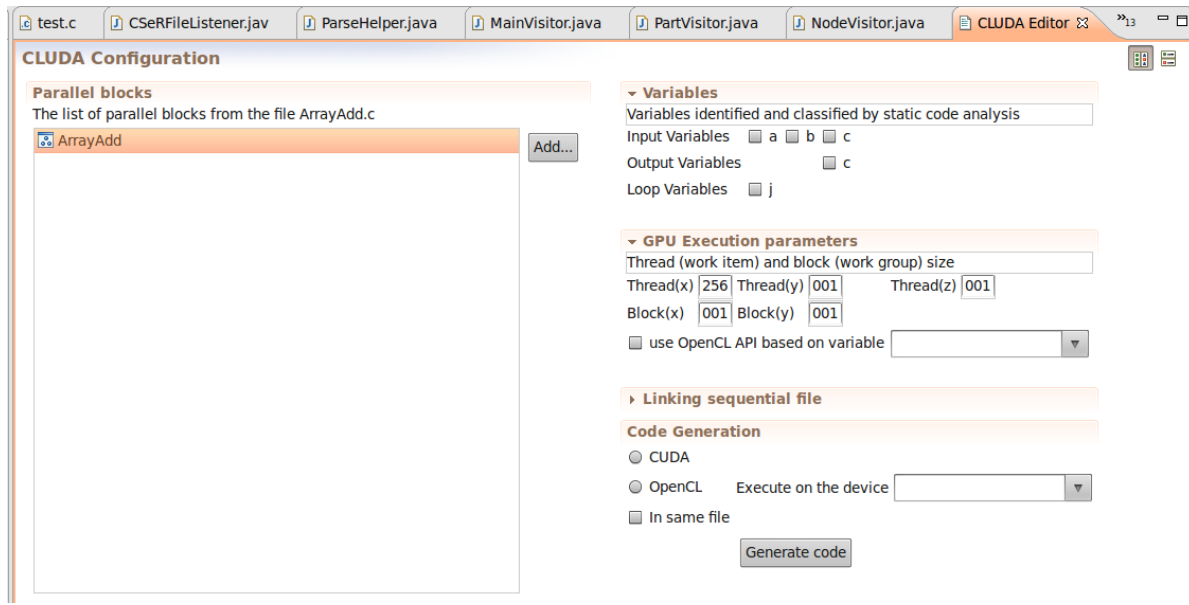 test.c CSeRFileListener.jav ParseHelper.java MainVisitor.java PartVisitor.java NodeVisitor.java CLUDA Editor 13
CLUDA Configuration
Parallel blocks
The list of parallel blocks from the file ArrayAdd.c
ArrayAdd
Add...
Variables
Variables identified and classified by static code analysis
Input Variables a b c
Output Variables c
Loop Variables j
GPU Execution parameters
Thread (work item) and block (work group) size
Thread(x) 256 Thread(y) 001 Thread(z) 001
Block(x) 001 Block(y) 001
use OpenCL API based on variable
Linking sequential file
Code Generation
CUDA
OpenCL Execute on the device
In same file
Generate code